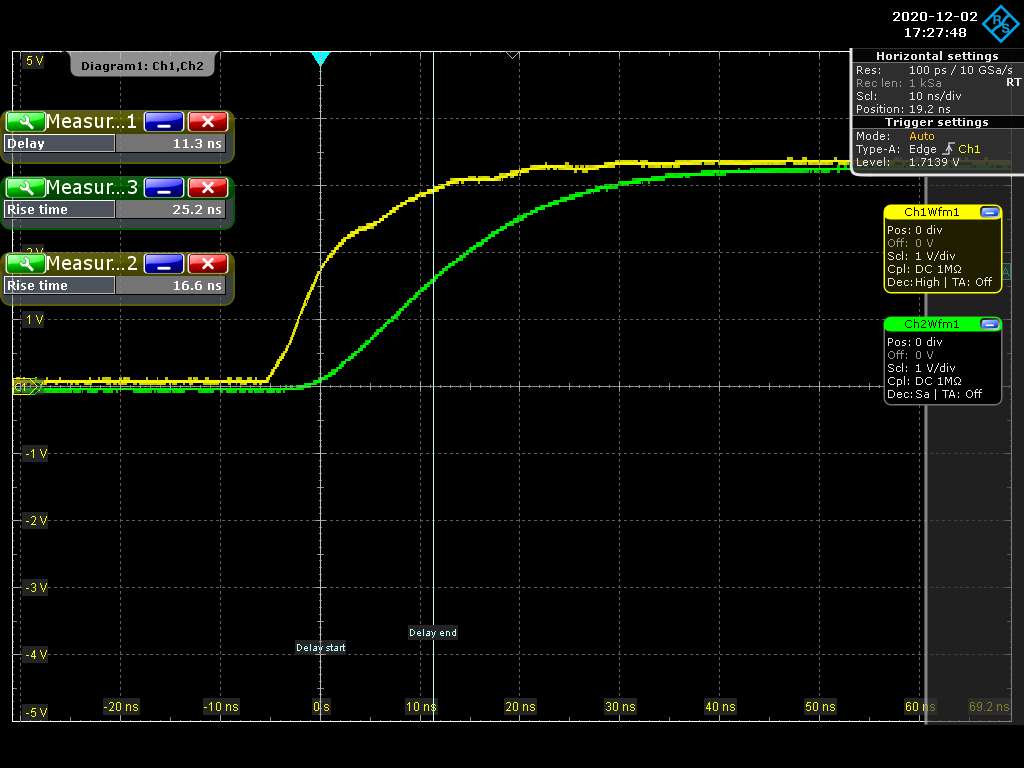 2020-12-02
17:27:48
5 V
Diagram1: Ch1,Ch2
Horizontal settings
Res: 100 ps / 10 GSa/s
Rec len: 1 kSa RT
Scl: 10 ns/div
Position: 19.2 ns
Trigger settings
Mode: Auto
Type-A: Edge Ch1
Level: 1.7139 V
Measur...1
Delay 11.3 ns
Measur...3
Rise time 25.2 ns
Measur...2
Rise time 16.6 ns
1 V
-1 V
-2 V
-3 V
-4 V
-5 V
Ch1Wfm1
Pos: 0 div
Off: 0 V
Scl: 1 V/div
Cpl: DC 1MΩ
Dec: High | TA: Off
Ch2Wfm1
Pos: 0 div
Off: 0 V
Scl: 1 V/div
Cpl: DC 1MΩ
Dec: Sa | TA: Off
Delay end
Delay start
-20 ns -10 ns 0 s 10 ns 20 ns 30 ns 40 ns 50 ns 60 ns 69.2 ns